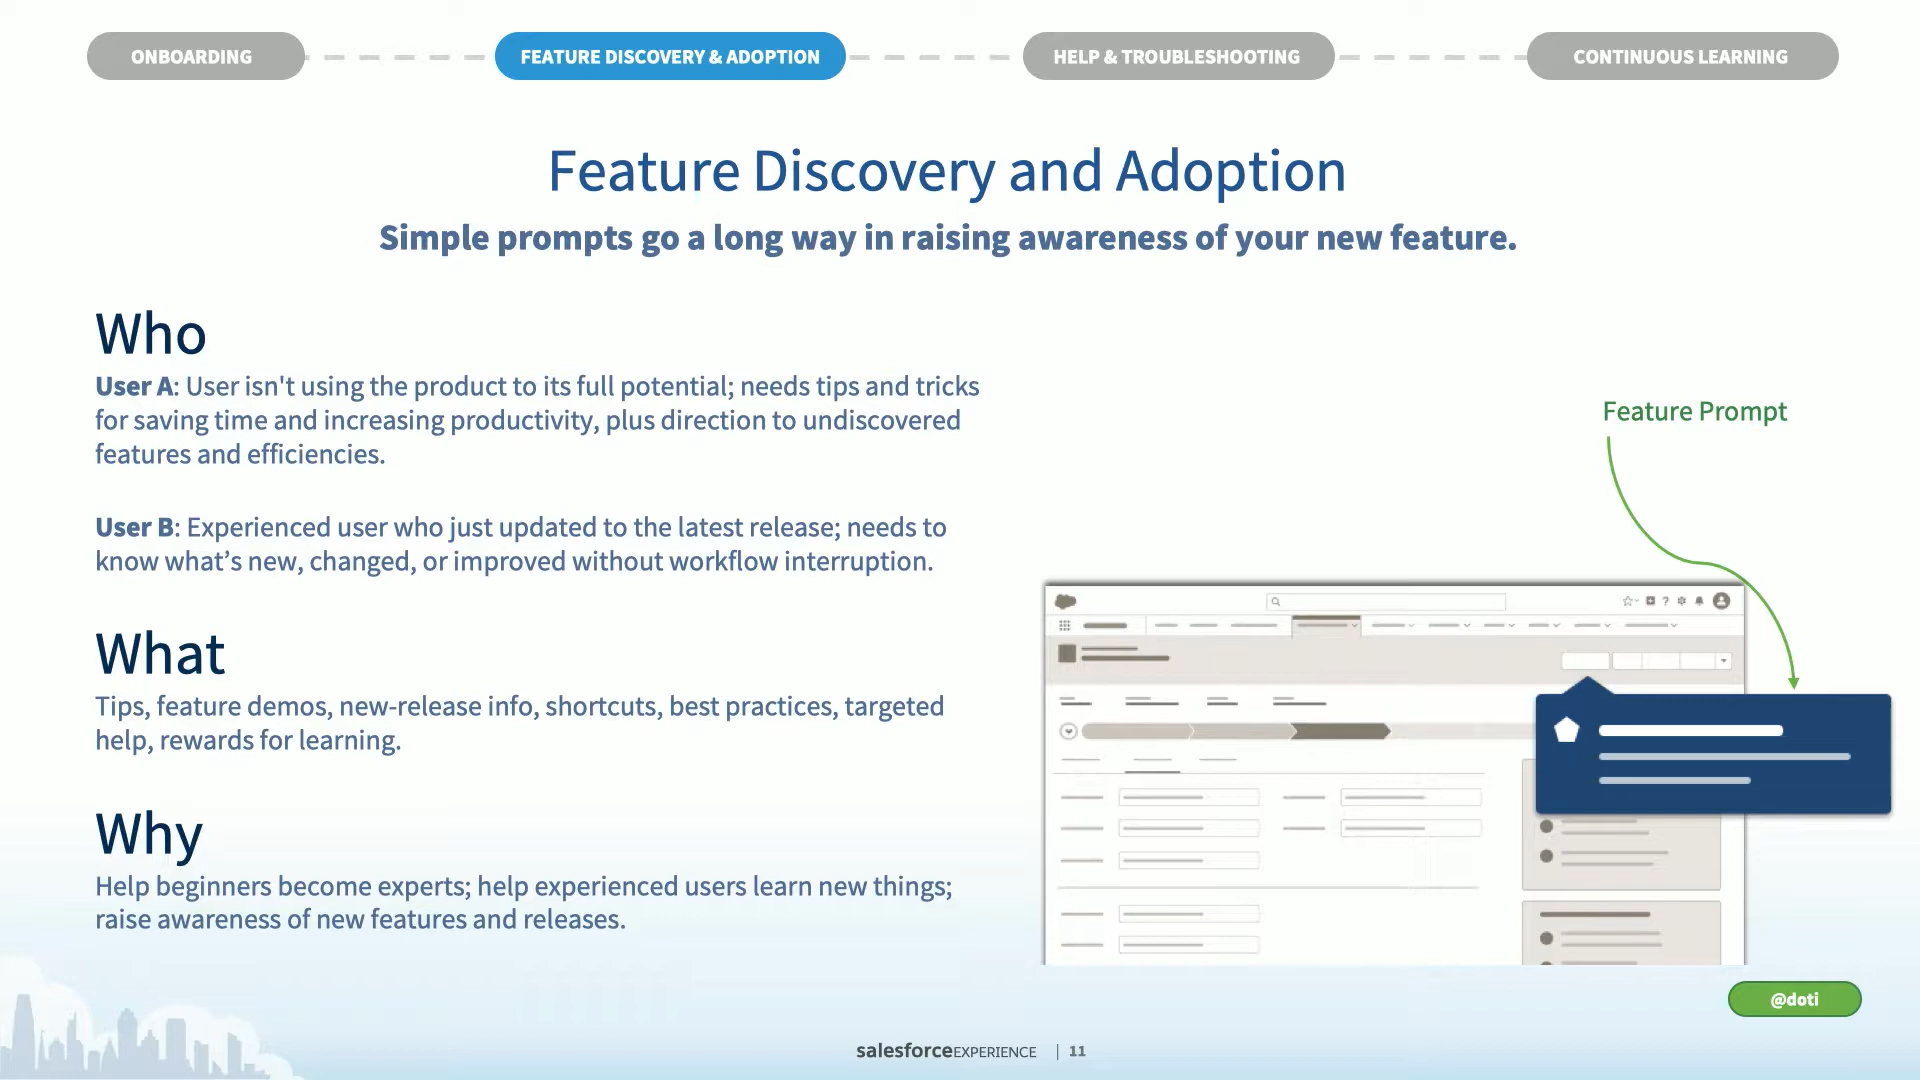 ONBOARDING
FEATURE DISCOVERY & ADOPTION
HELP & TROUBLESHOOTING
CONTINUOUS LEARNING
Feature Discovery and Adoption
Simple prompts go a long way in raising awareness of your new feature.
Who
User A: User isn't using the product to its full potential; needs tips and tricks
for saving time and increasing productivity, plus direction to undiscovered
features and efficiencies.
User B: Experienced user who just updated to the latest release; needs to
know what’s new, changed, or improved without workflow interruption.
What
Tips, feature demos, new-release info, shortcuts, best practices, targeted
help, rewards for learning.
Why
Help beginners become experts; help experienced users learn new things;
raise awareness of new features and releases.
Feature Prompt
@doti
salesforceEXPERIENCE | 11